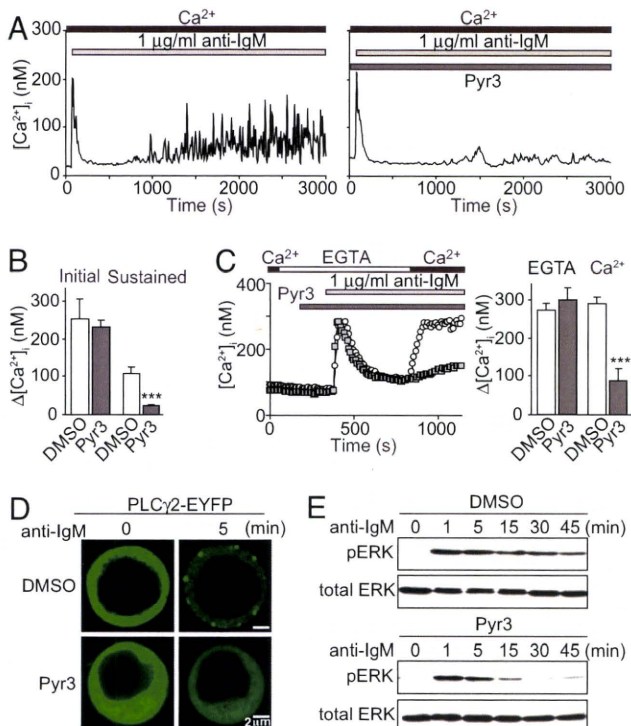 A
Ca²⁺
1 μg/ml anti-IgM
[Ca²⁺]ᵢ (nM)
300
200
100
0
0 1000 2000 3000
Time (s)
Ca²⁺
1 μg/ml anti-IgM
Pyr3
0 1000 2000 3000
Time (s)
B
Initial Sustained
Δ[Ca²⁺]ᵢ (nM)
300
200
100
0
***
DMSO Pyr3 DMSO Pyr3
C
Ca²⁺ EGTA Ca²⁺
1 μg/ml anti-IgM
Pyr3
[Ca²⁺]ᵢ (nM)
400
200
0
0 500 1000
Time (s)
EGTA Ca²⁺
Δ[Ca²⁺]ᵢ (nM)
300
200
100
0
***
DMSO Pyr3 DMSO Pyr3
D
PLCγ2-EYFP
anti-IgM 0 5 (min)
DMSO
Pyr3
2μm
E
DMSO
anti-IgM 0 1 5 15 30 45 (min)
pERK
total ERK
Pyr3
anti-IgM 0 1 5 15 30 45 (min)
pERK
total ERK